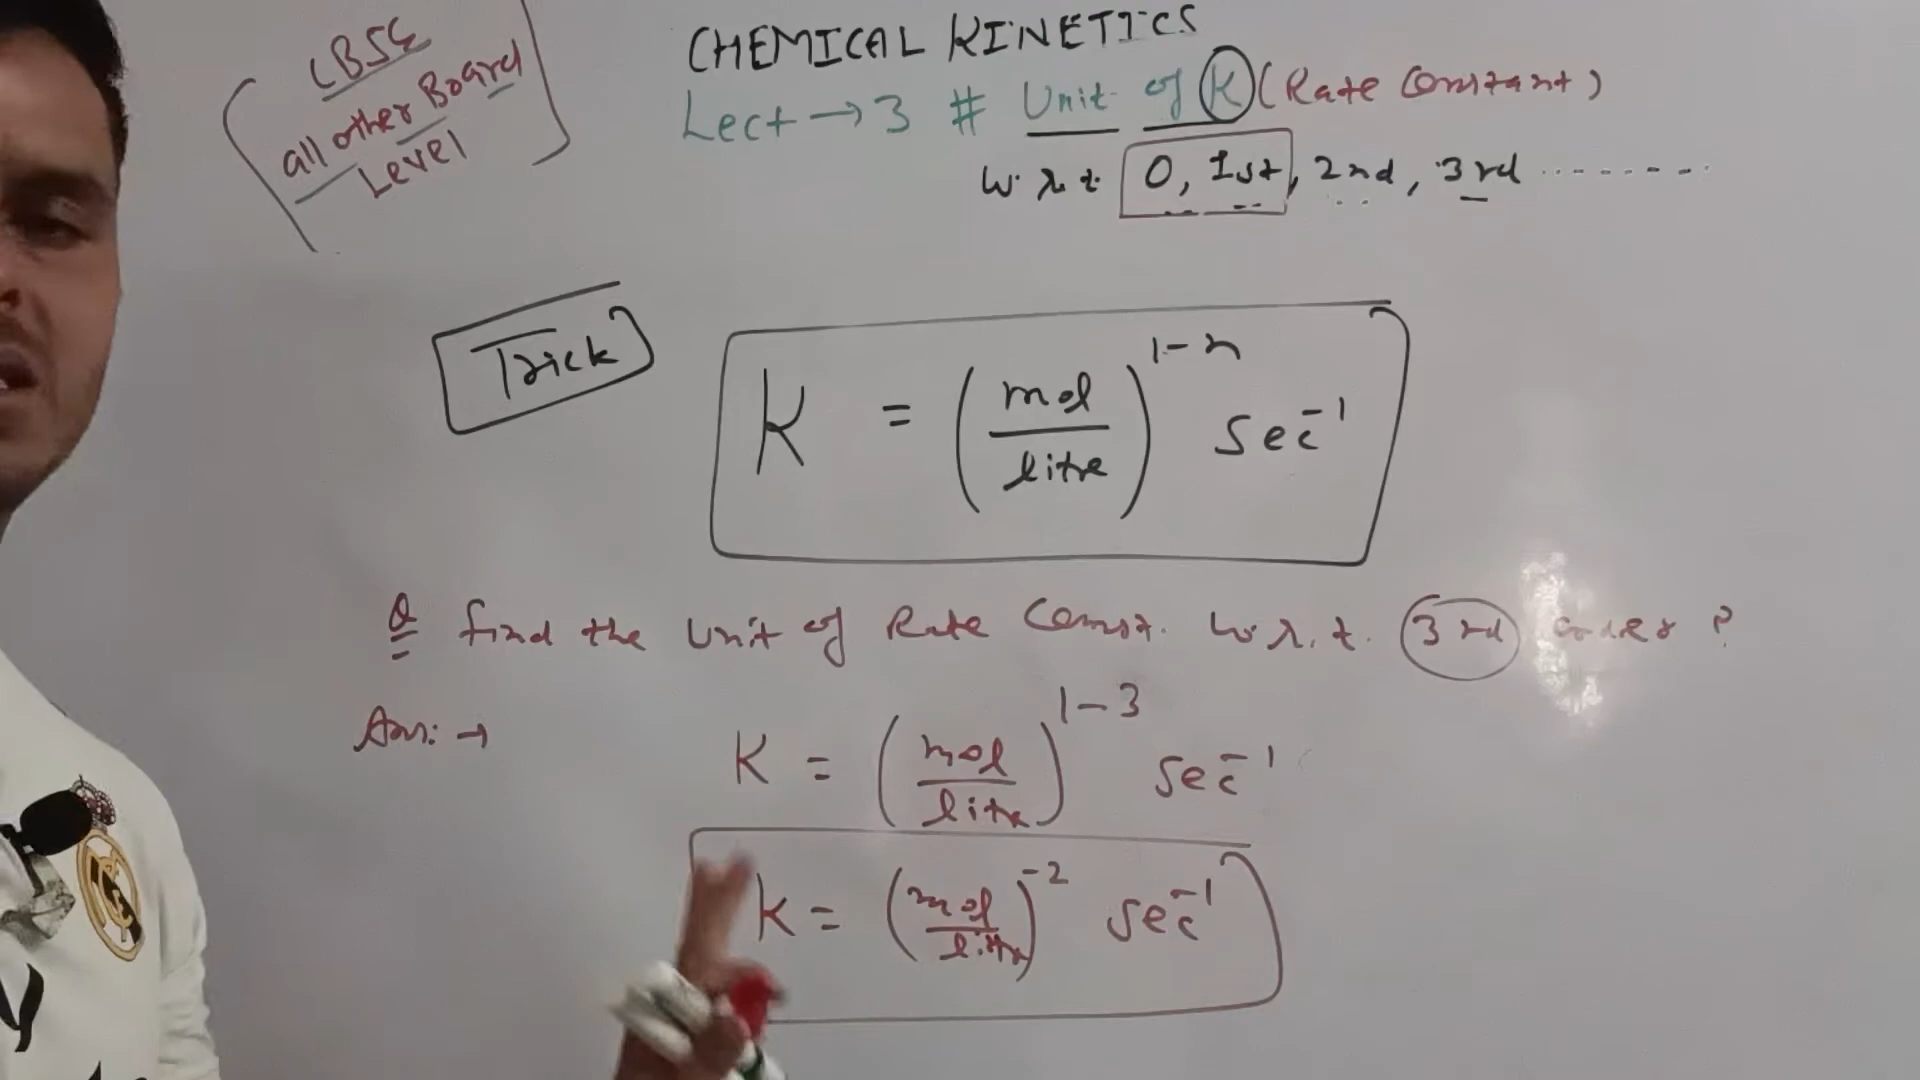 CBSE
all other Board
Level
CHEMICAL KINETICS
Lect → 3 # Unit of K (Rate Constant)
w.r.t 0, 1st, 2nd, 3rd ........
Trick
K = (mol/litre)^1-n sec^-1
Q find the Unit of Rate Const. w.r.t. 3rd order ?
Ans: →
K = (mol/litre)^1-3 sec^-1
K = (mol/litre)^-2 sec^-1